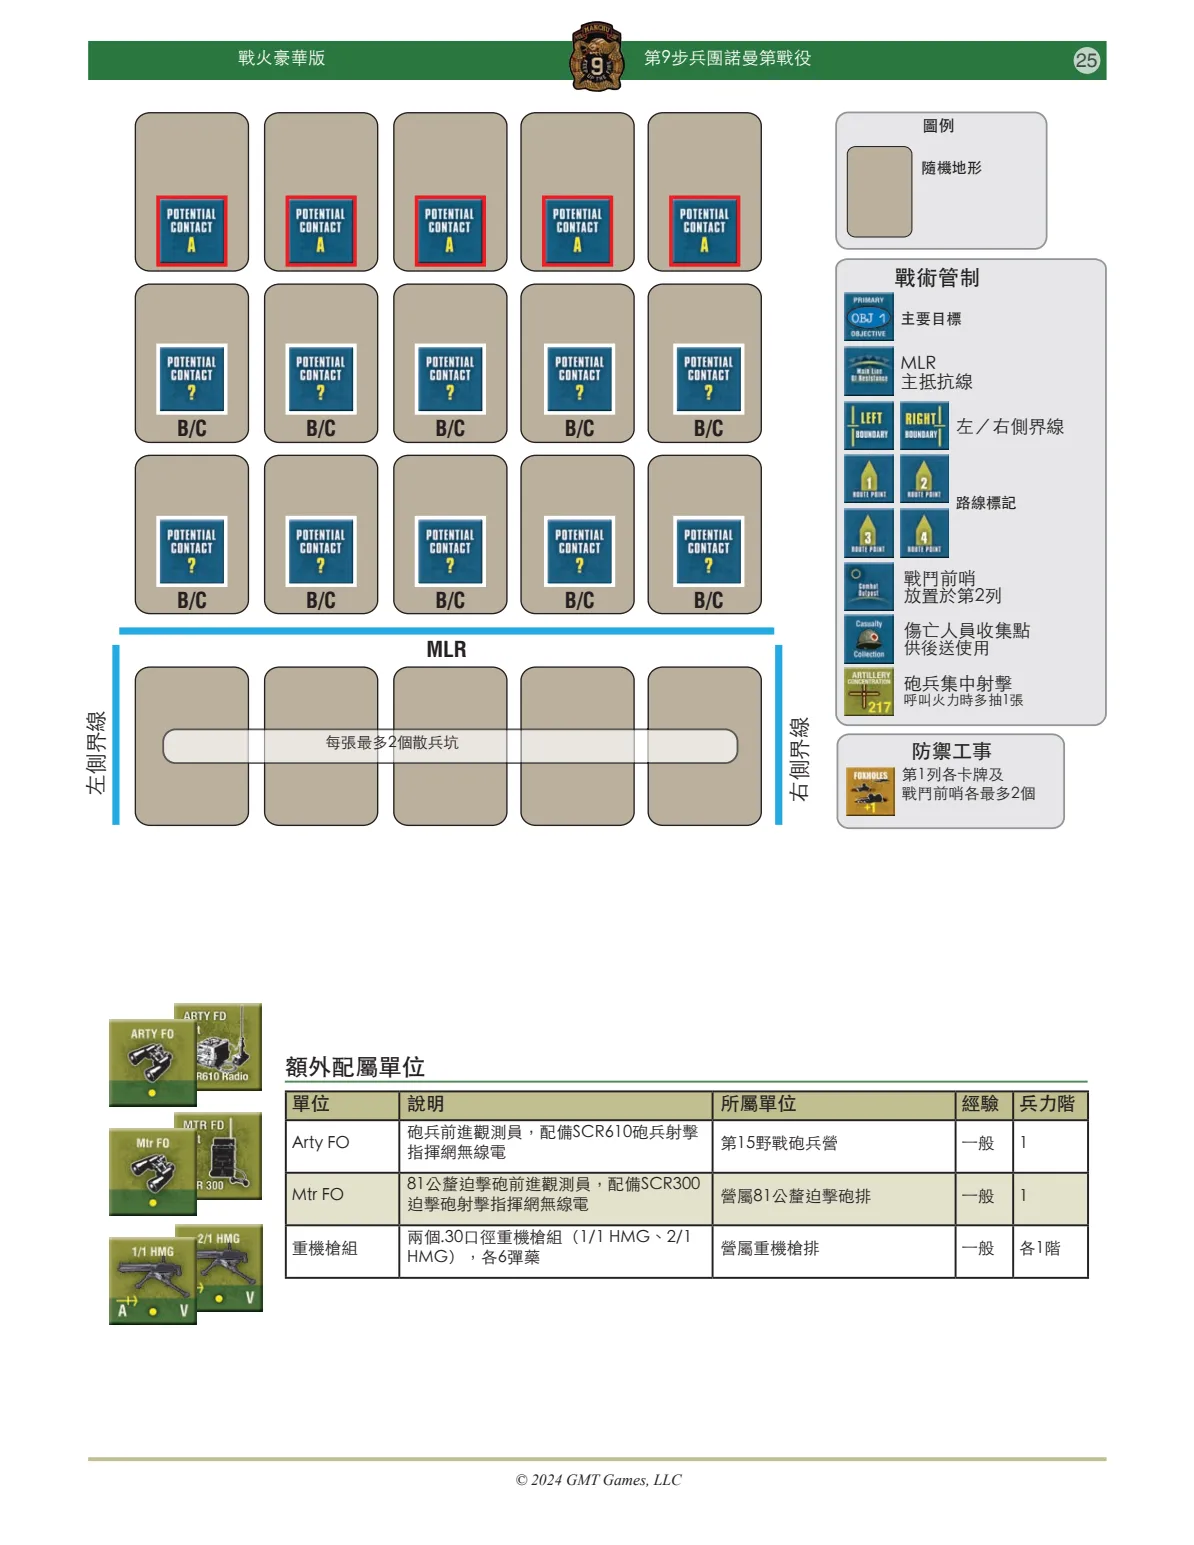 戰火豪華版
MANCHU
9
KEEP UP THE FIRE
第9步兵團諾曼第戰役
25
POTENTIAL CONTACT A
POTENTIAL CONTACT A
POTENTIAL CONTACT A
POTENTIAL CONTACT A
POTENTIAL CONTACT A
POTENTIAL CONTACT ?
POTENTIAL CONTACT ?
POTENTIAL CONTACT ?
POTENTIAL CONTACT ?
POTENTIAL CONTACT ?
B/C
B/C
B/C
B/C
B/C
POTENTIAL CONTACT ?
POTENTIAL CONTACT ?
POTENTIAL CONTACT ?
POTENTIAL CONTACT ?
POTENTIAL CONTACT ?
B/C
B/C
B/C
B/C
B/C
MLR
左側界線
每張最多2個散兵坑
右側界線
圖例
隨機地形
戰術管制
PRIMARY
OBJ 1
OBJECTIVE
主要目標
Main Line
Of Resistance
MLR
主抵抗線
LEFT
BOUNDARY
RIGHT
BOUNDARY
左／右側界線
1
ROUTE POINT
2
ROUTE POINT
3
ROUTE POINT
4
ROUTE POINT
路線標記
Combat
Outpost
戰鬥前哨
放置於第2列
Casualty
Collection
傷亡人員收集點
供後送使用
ARTILLERY
CONCENTRATION
217
砲兵集中射擊
呼叫火力時多抽1張
防禦工事
FOXHOLES
+1
第1列各卡牌及
戰鬥前哨各最多2個
ARTY FD
ARTY FO
R610 Radio
MTR FD
Mtr FO
R 300
2/1 HMG
1/1 HMG
V
A
V
額外配屬單位
單位 說明 所屬單位 經驗 兵力階
Arty FO 砲兵前進觀測員，配備SCR610砲兵射擊
指揮網無線電 第15野戰砲兵營 一般 1
Mtr FO 81公釐迫擊砲前進觀測員，配備SCR300
迫擊砲射擊指揮網無線電 營屬81公釐迫擊砲排 一般 1
重機槍組 兩個.30口徑重機槍組（1/1 HMG、2/1
HMG），各6彈藥 營屬重機槍排 一般 各1階
© 2024 GMT Games, LLC